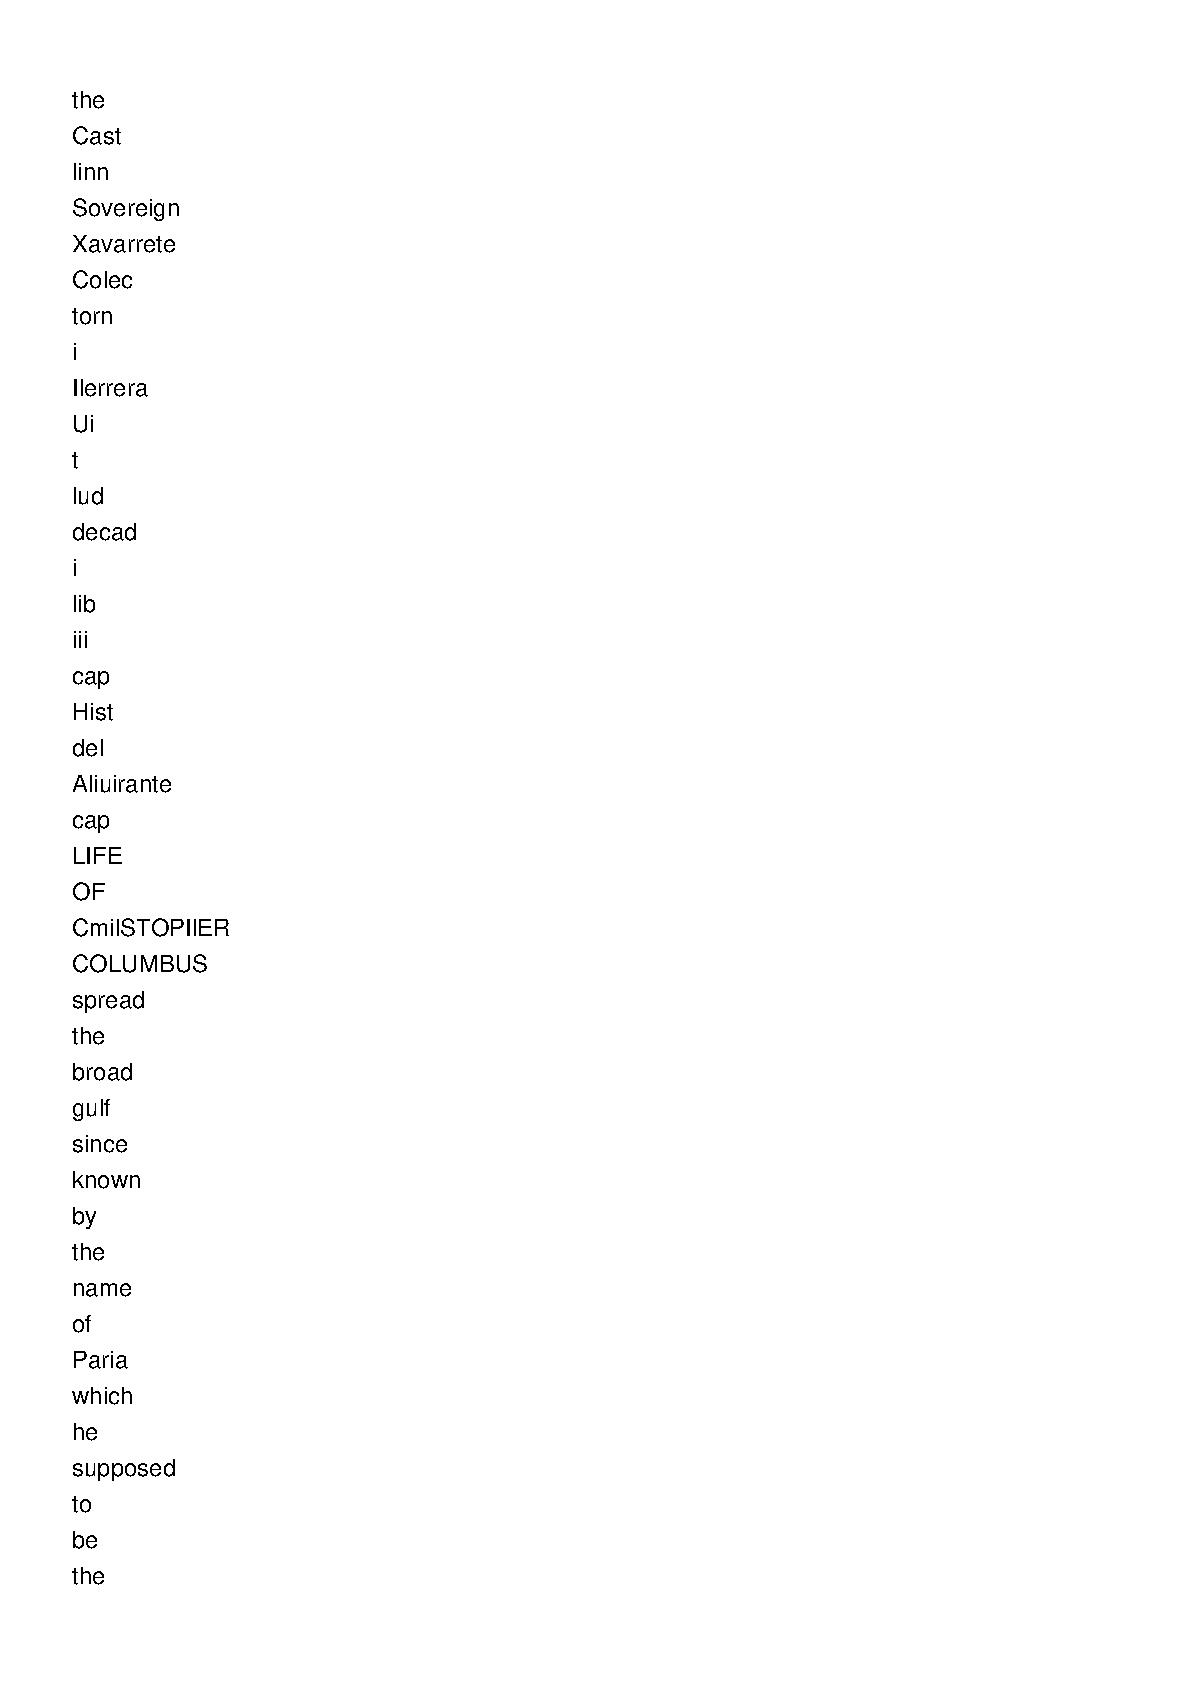 the
Cast
linn
Sovereign
Xavarrete
Colec
torn
i
Ilerrera
Ui
t
lud
decad
i
lib
iii
cap
Hist
del
Aliuirante
cap
LIFE
OF
CmilSTOPIIER
COLUMBUS
spread
the
broad
gulf
since
known
by
the
name
of
Paria
which
he
supposed
to
be
the